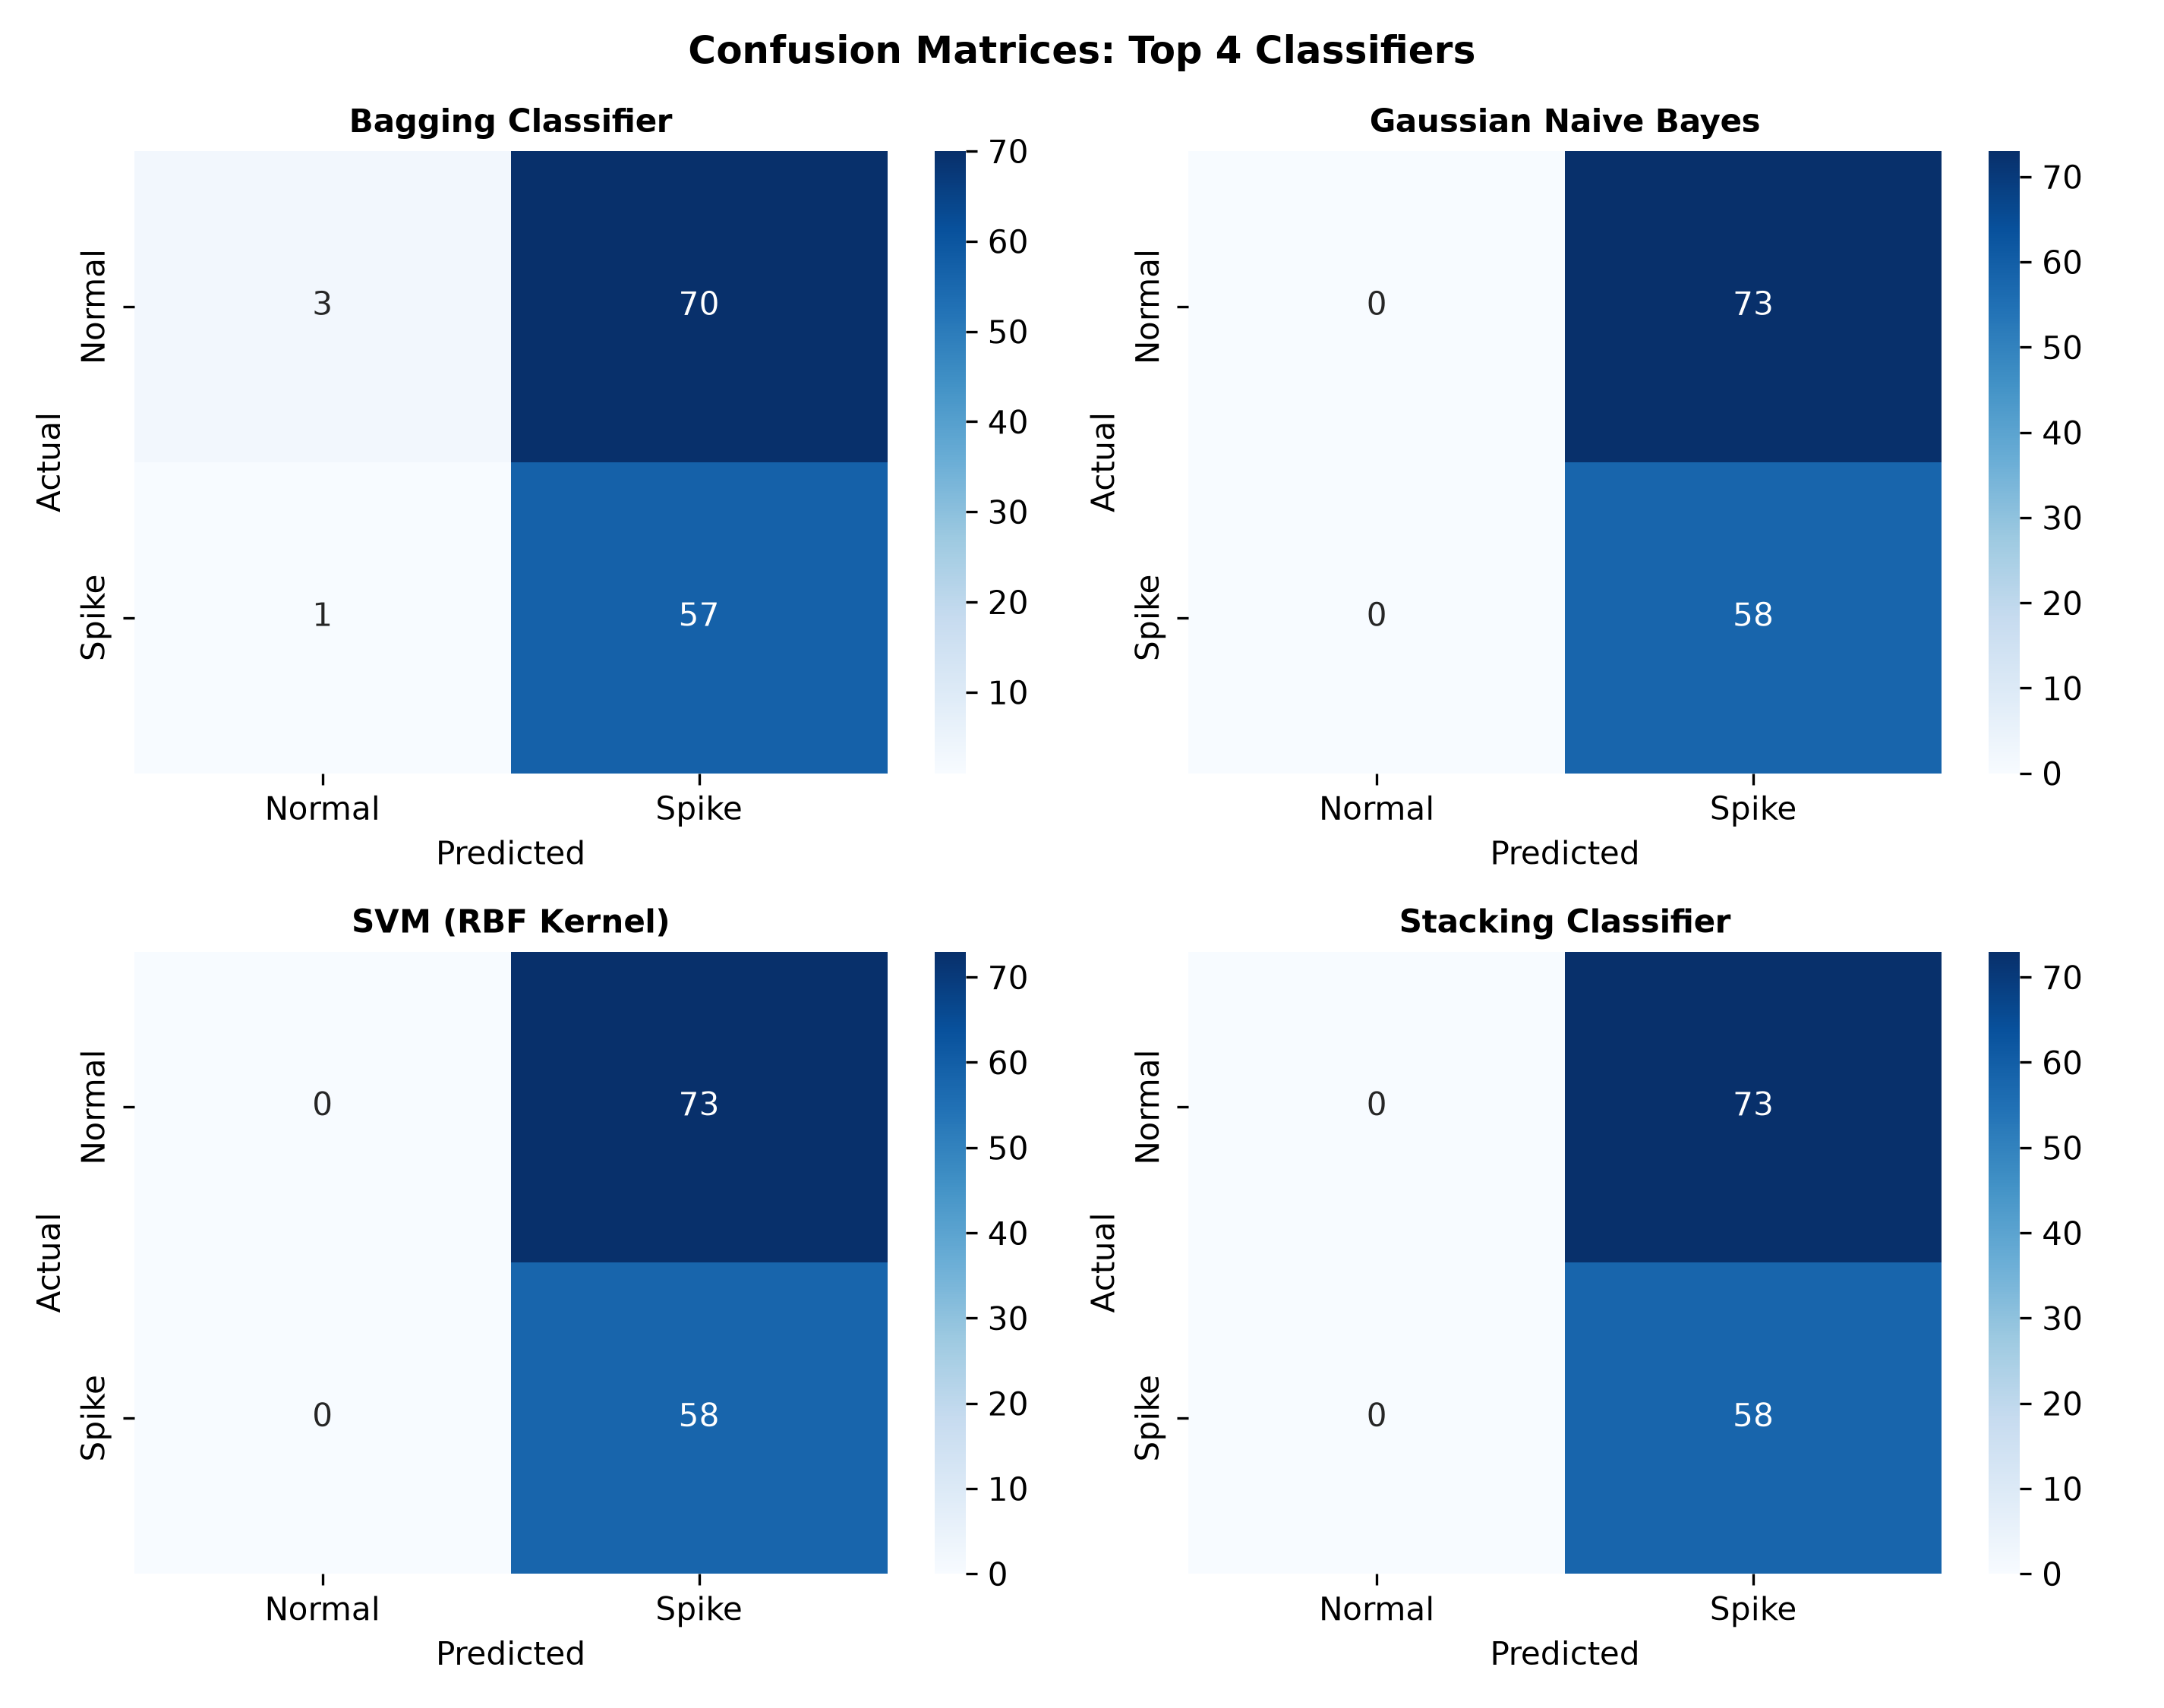 Confusion Matrices: Top 4 Classifiers
Bagging Classifier
Actual
Normal
Spike
3
70
1
57
Normal
Spike
Predicted
70
60
50
40
30
20
10
Gaussian Naive Bayes
Actual
Normal
Spike
0
73
0
58
Normal
Spike
Predicted
70
60
50
40
30
20
10
0
SVM (RBF Kernel)
Actual
Normal
Spike
0
73
0
58
Normal
Spike
Predicted
70
60
50
40
30
20
10
0
Stacking Classifier
Actual
Normal
Spike
0
73
0
58
Normal
Spike
Predicted
70
60
50
40
30
20
10
0